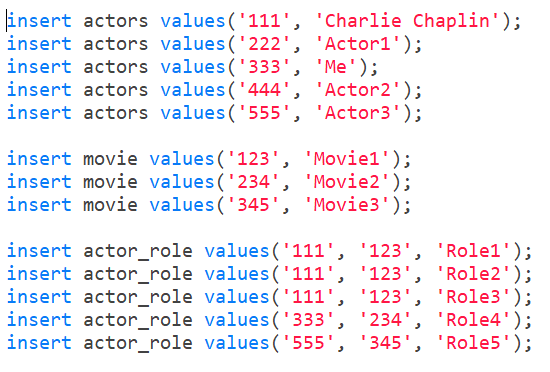 insert actors values('111', 'Charlie Chaplin');
insert actors values('222', 'Actor1');
insert actors values('333', 'Me');
insert actors values('444', 'Actor2');
insert actors values('555', 'Actor3');
insert movie values('123', 'Movie1');
insert movie values('234', 'Movie2');
insert movie values('345', 'Movie3');
insert actor_role values('111', '123', 'Role1');
insert actor_role values('111', '123', 'Role2');
insert actor_role values('111', '123', 'Role3');
insert actor_role values('333', '234', 'Role4');
insert actor_role values('555', '345', 'Role5');